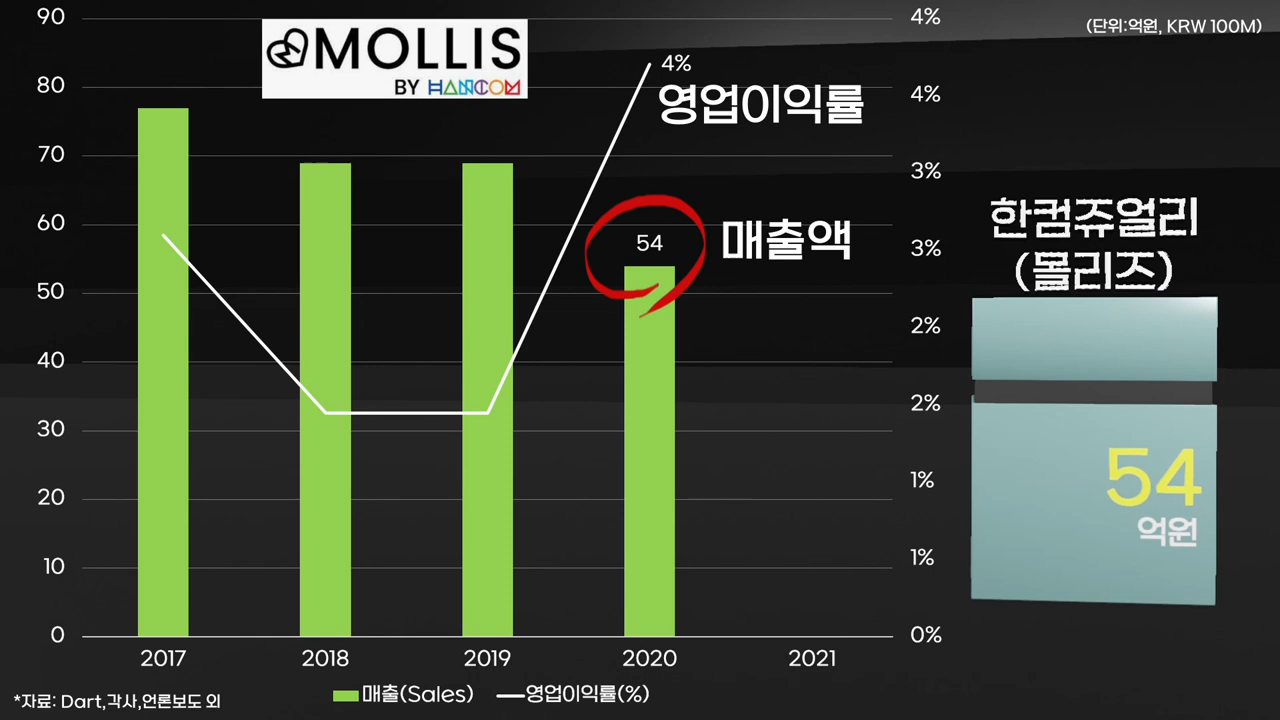 MOLLIS
BY HANCOM
(단위:억원, KRW 100M)
90
80
70
60
50
40
30
20
10
0
4%
4%
3%
3%
2%
2%
1%
1%
0%
4%
영업이익률
54
매출액
한컴쥬얼리
(몰리즈)
54
억원
2017
2018
2019
2020
2021
매출(Sales)
영업이익률(%)
*자료: Dart,각사,언론보도 외